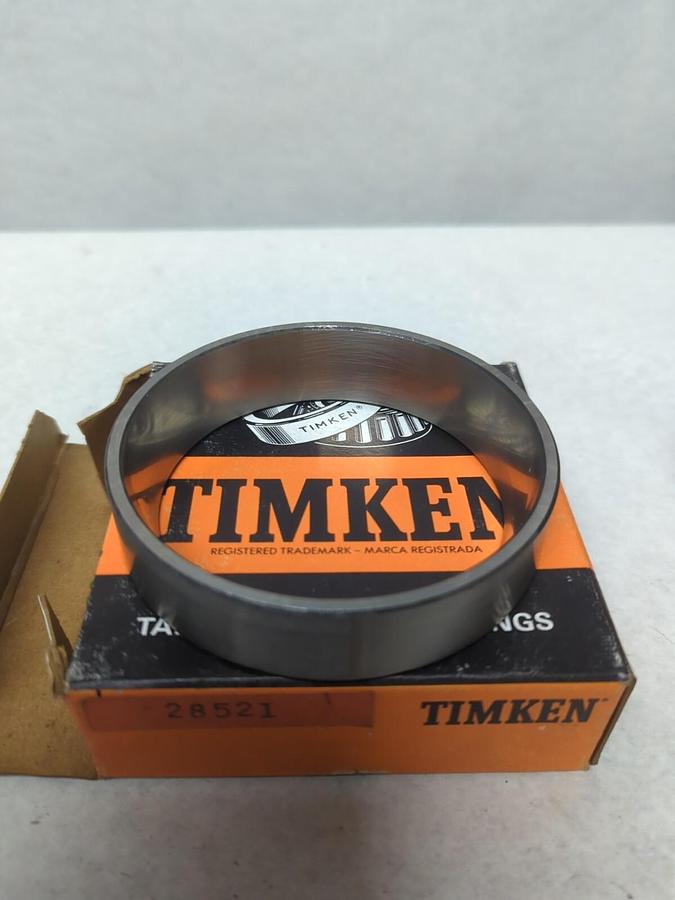 TIMKEN®
TIMKEN
REGISTERED TRADEMARK – MARCA REGISTRADA
TA NGS
28521 TIMKEN